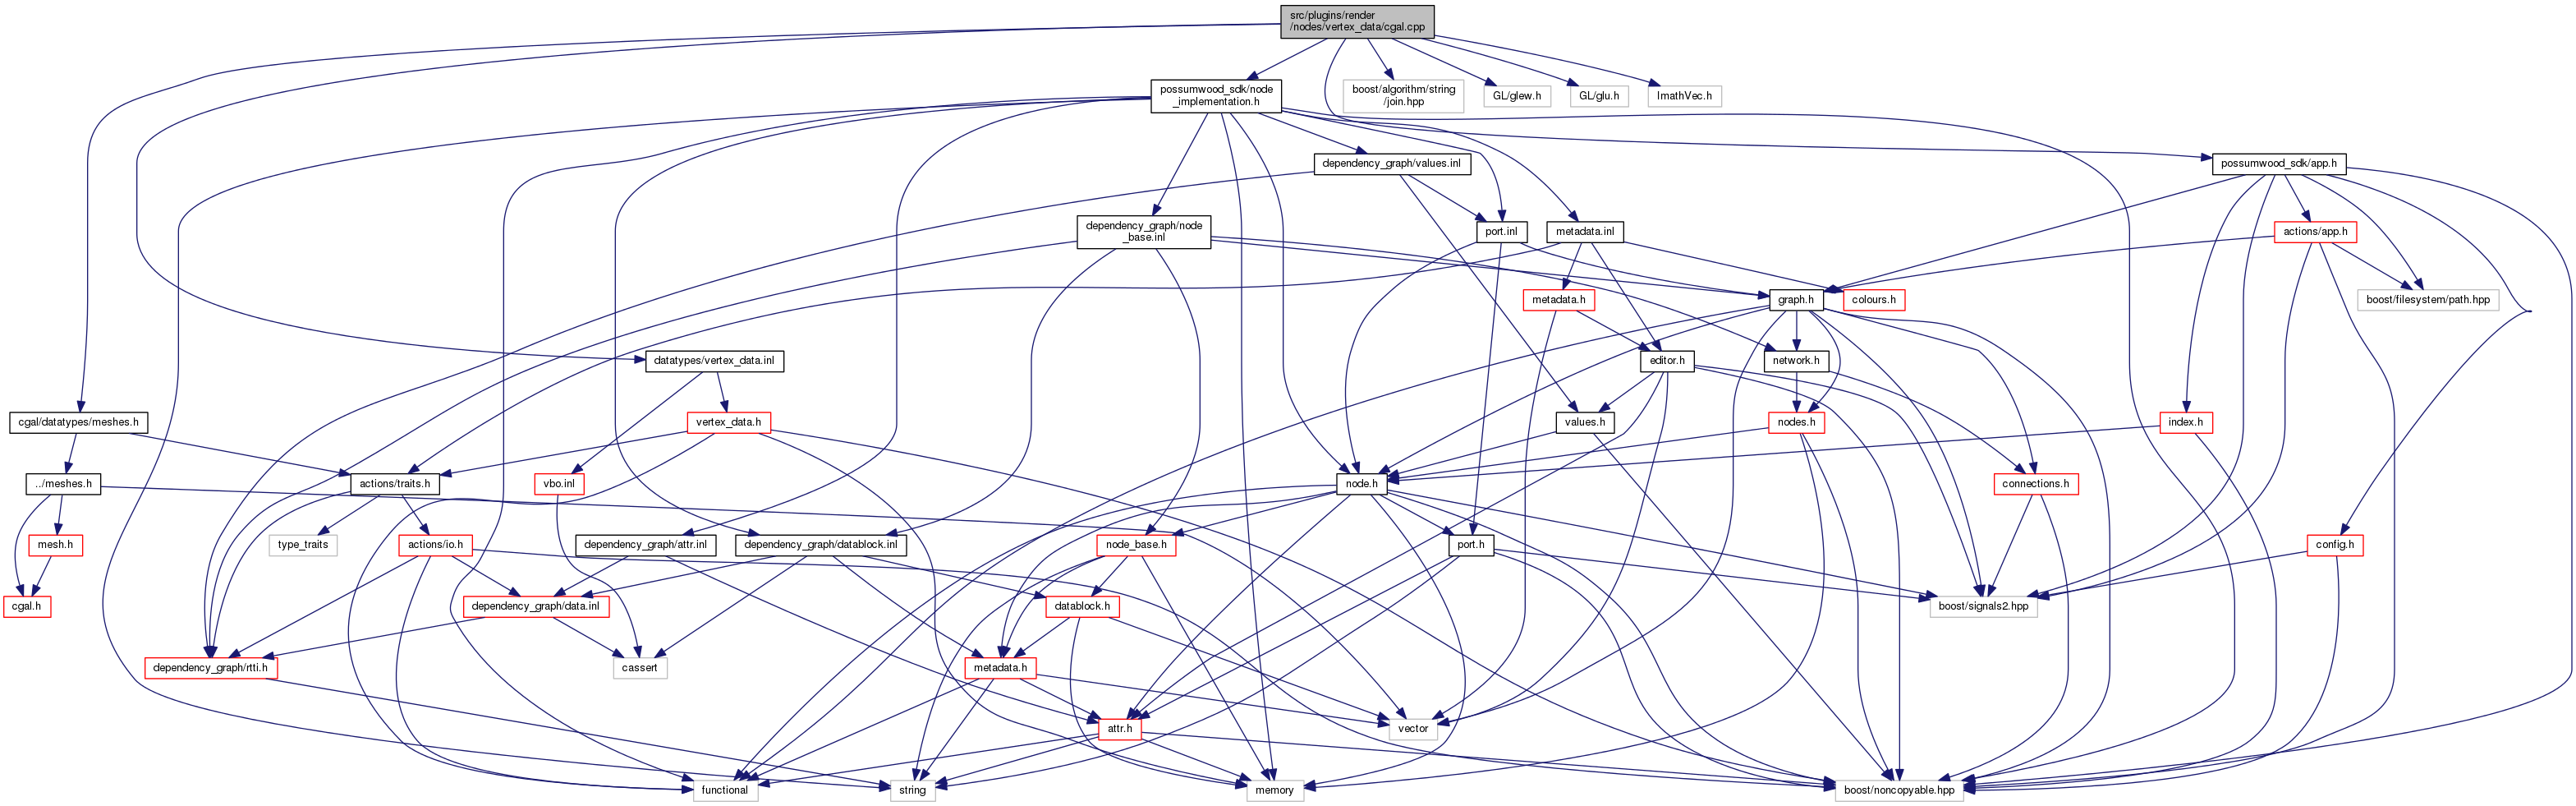 src/plugins/render
/nodes/vertex_data/cgal.cpp
possumwood_sdk/node
_implementation.h
boost/algorithm/string
/join.hpp
GL/glew.h
GL/glu.h
ImathVec.h
dependency_graph/values.inl
possumwood_sdk/app.h
dependency_graph/node
_base.inl
port.inl
metadata.inl
actions/app.h
metadata.h
graph.h
colours.h
boost/filesystem/path.hpp
datatypes/vertex_data.inl
editor.h
network.h
cgal/datatypes/meshes.h
vertex_data.h
values.h
nodes.h
index.h
../meshes.h
actions/traits.h
vbo.inl
node.h
connections.h
mesh.h
type_traits
actions/io.h
dependency_graph/attr.inl
dependency_graph/datablock.inl
node_base.h
port.h
config.h
cgal.h
dependency_graph/data.inl
datablock.h
boost/signals2.hpp
dependency_graph/rtti.h
cassert
metadata.h
attr.h
vector
functional
string
memory
boost/noncopyable.hpp